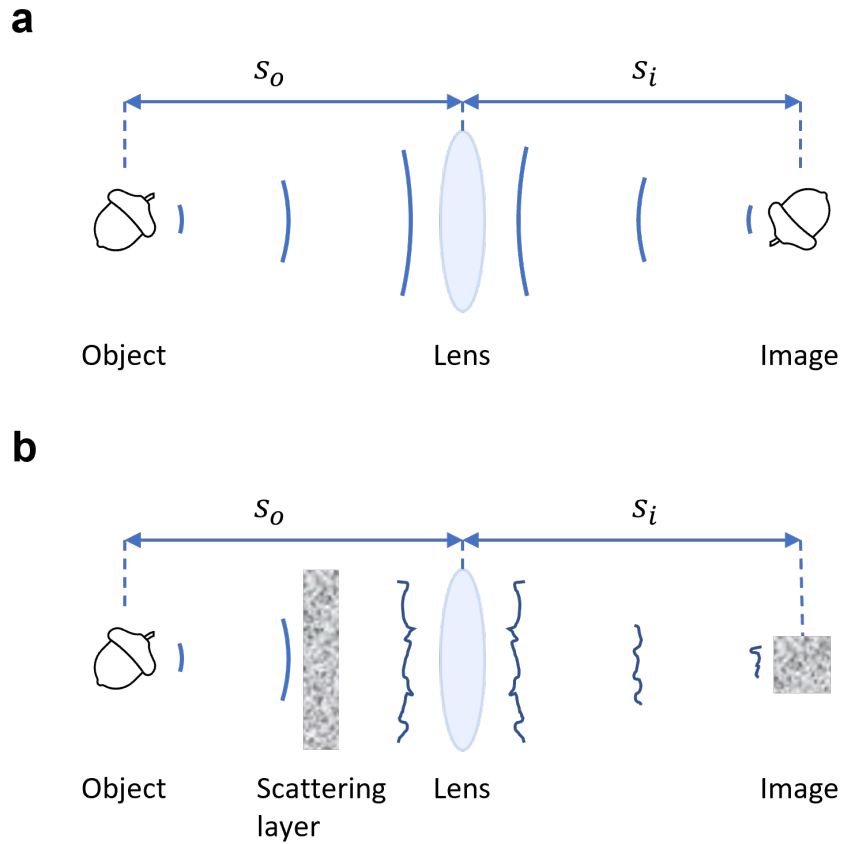 a
s_o s_i
Object Lens Image
b
s_o s_i
Object Scattering Lens Image
layer